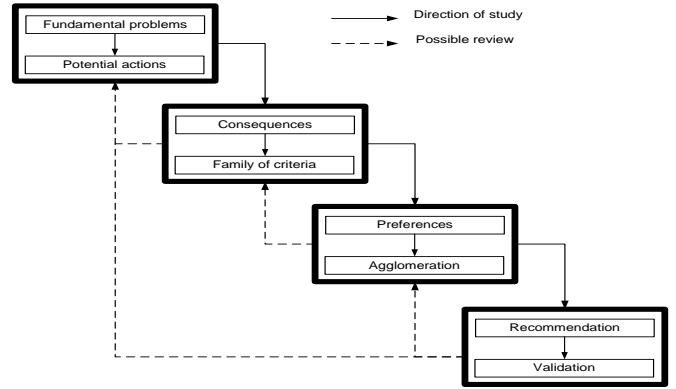 Fundamental problems
Potential actions
Direction of study
Possible review
Consequences
Family of criteria
Preferences
Agglomeration
Recommendation
Validation